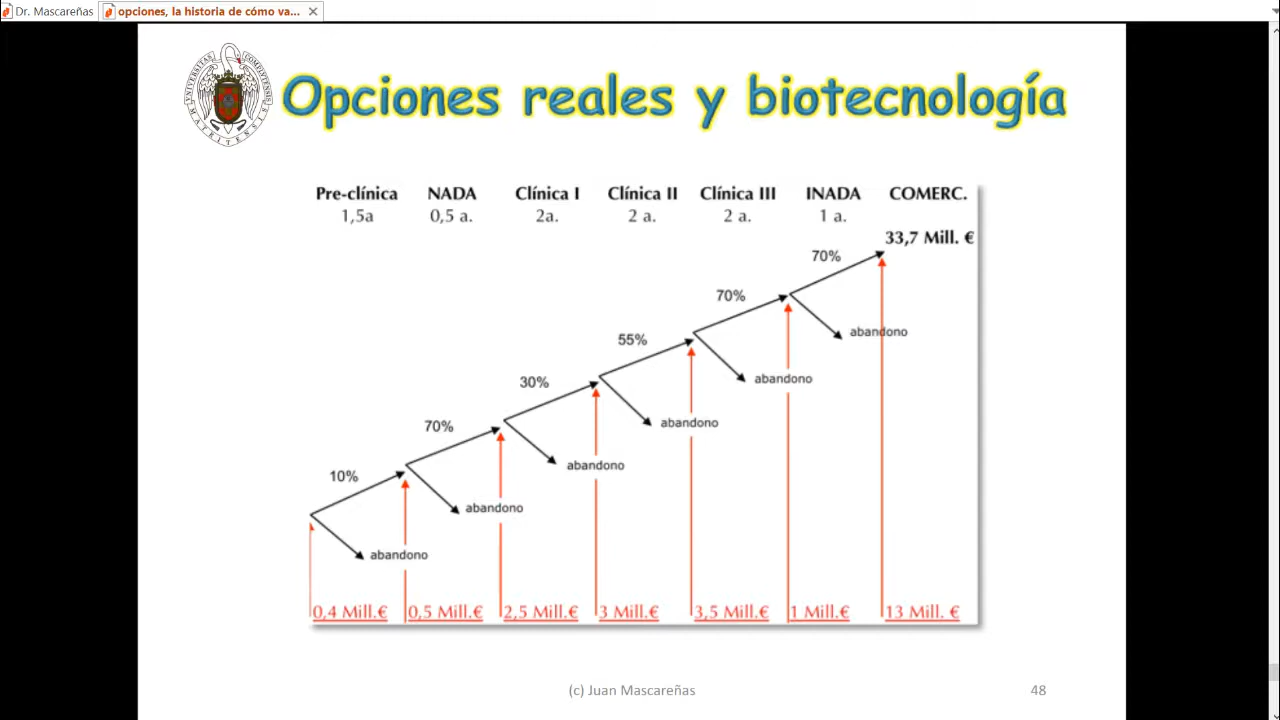 Dr. Mascareñas
opciones, la historia de cómo va...
Opciones reales y biotecnología
Pre-clínica NADA Clínica I Clínica II Clínica III INADA COMERC.
1,5a 0,5 a. 2a. 2 a. 2 a. 1 a.
33,7 Mill. €
70%
70%
abandono
55%
abandono
30%
abandono
70%
abandono
10%
abandono
abandono
0,4 Mill.€ 0,5 Mill.€ 2,5 Mill.€ 3 Mill.€ 3,5 Mill.€ 1 Mill.€ 13 Mill. €
(c) Juan Mascareñas
48